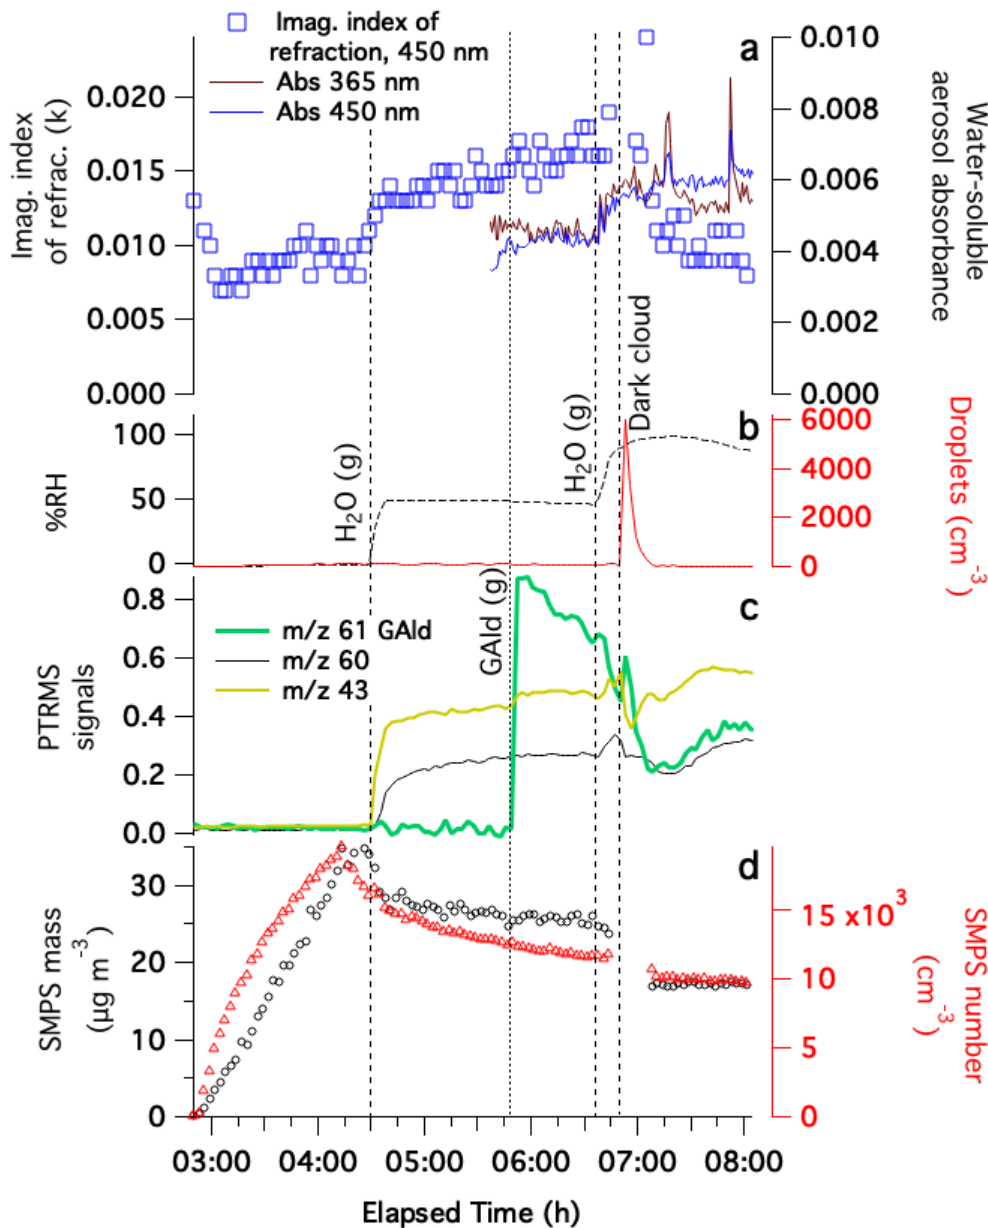 Imag. index of
refraction, 450 nm
Abs 365 nm
Abs 450 nm
a
Imag. index
of refrac. (k)
0.020
0.015
0.010
0.005
0.000
0.010
0.008
0.006
0.004
0.002
0.000
Water-soluble
aerosol absorbance
H₂O (g)
GAld (g)
H₂O (g)
Dark cloud
b
%RH
100
50
0
6000
4000
2000
0
Droplets (cm⁻³)
c
m/z 61 GAld
m/z 60
m/z 43
PTRMS
signals
0.8
0.6
0.4
0.2
0.0
d
SMPS mass
(µg m⁻³)
30
20
10
0
15 x10³
10
5
0
SMPS number
(cm⁻³)
03:00 04:00 05:00 06:00 07:00 08:00
Elapsed Time (h)